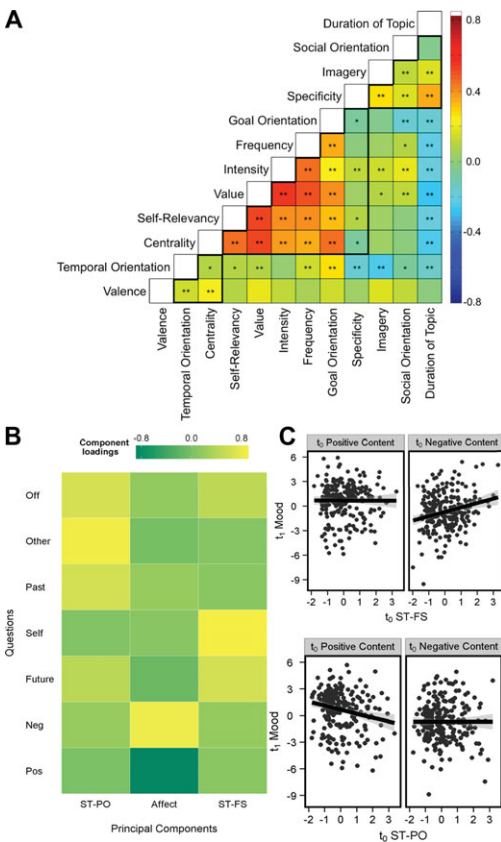 A
Duration of Topic
Social Orientation
Imagery
Specificity
Goal Orientation
Frequency
Intensity
Value
Self-Relevancy
Centrality
Temporal Orientation
Valence
** **
** ** **
* ** **
** * **
** ** ** ** ** **
** ** ** * ** **
** ** ** ** * **
** ** ** ** ** * **
* * ** ** ** ** ** * **
** **
Valence
Temporal Orientation
Centrality
Self-Relevancy
Value
Intensity
Frequency
Goal Orientation
Specificity
Imagery
Social Orientation
Duration of Topic
0.8
0.4
0
0.4
0.8
B
Component loadings
-0.8 0.0 0.8
Questions
Off
Other
Past
Self
Future
Neg
Pos
ST-PO Affect ST-FS
Principal Components
C
t0 Positive Content t0 Negative Content
t1 Mood
6
3
0
-3
-6
-9
-2 -1 0 1 2 3 -2 -1 0 1 2 3
t0 ST-FS
t0 Positive Content t0 Negative Content
t1 Mood
6
3
0
-3
-6
-9
-2 -1 0 1 2 3 -2 -1 0 1 2 3
t0 ST-PO